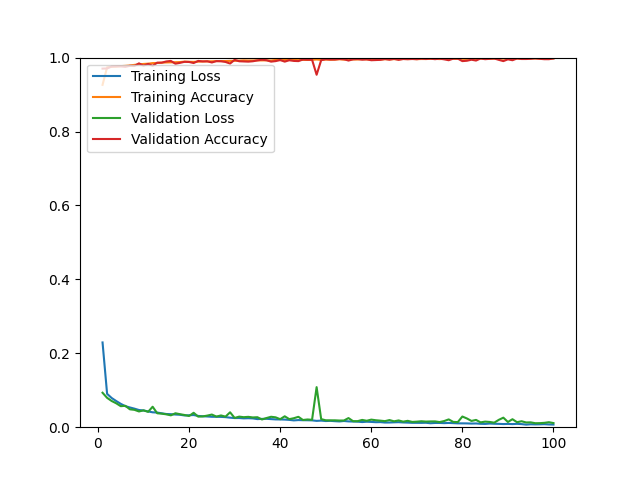 1.0
0.8
0.6
0.4
0.2
0.0
Training Loss
Training Accuracy
Validation Loss
Validation Accuracy
0 20 40 60 80 100